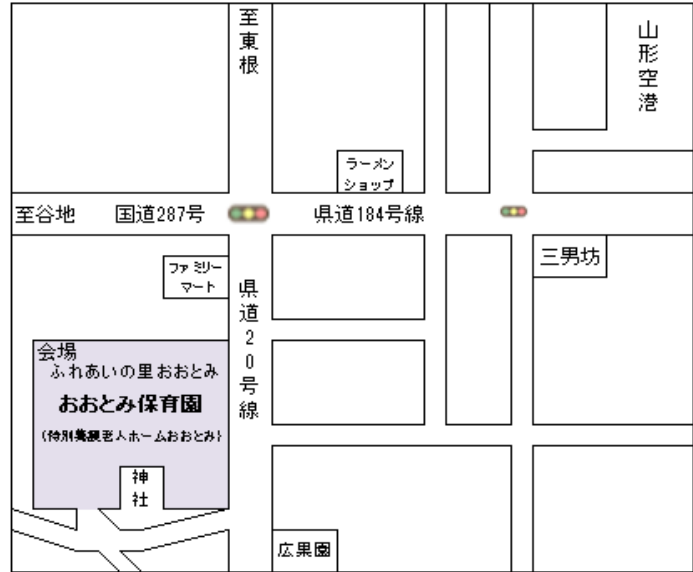 至東根
山形空港
ラーメン
ショップ
至谷地
国道287号
県道184号線
三男坊
ファミリー
マート
県道20号線
会場
ふれあいの里おおとみ
おおとみ保育園
(特別養護老人ホームおおとみ)
神社
広果園